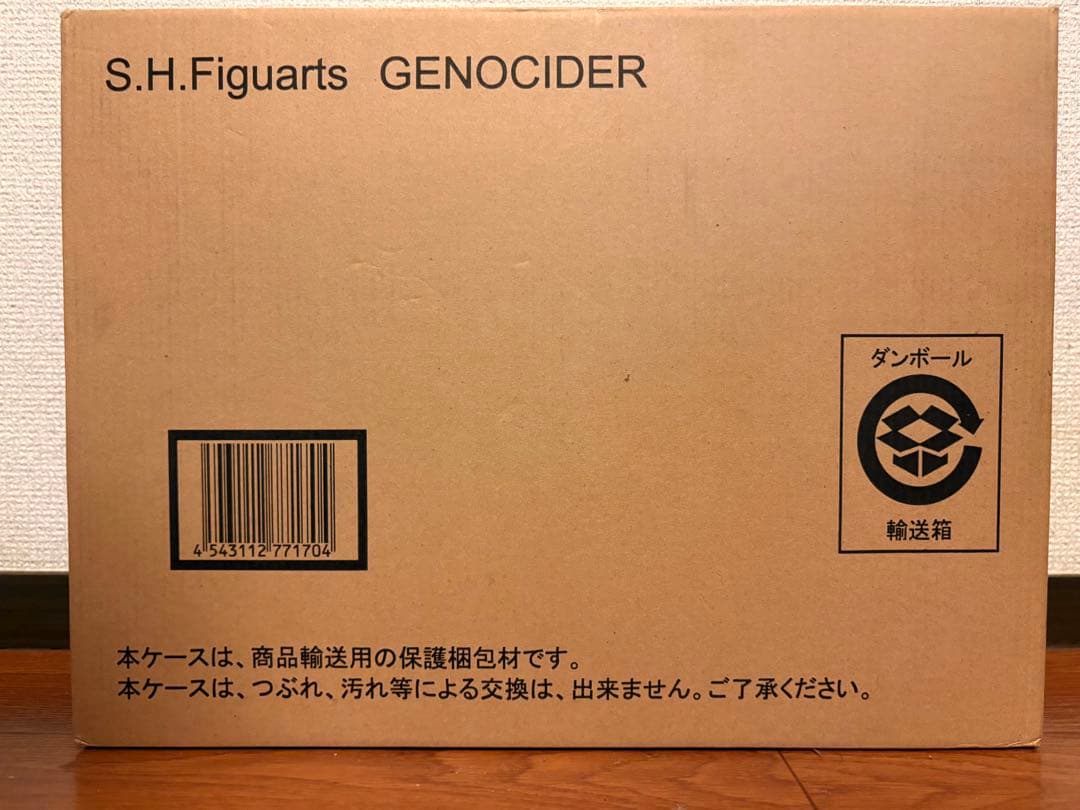 S.H.Figuarts GENOCIDER
ダンボール
輸送箱
4 543112 771704
本ケースは、商品輸送用の保護梱包材です。
本ケースは、つぶれ、汚れ等による交換は、出来ません。ご了承ください。